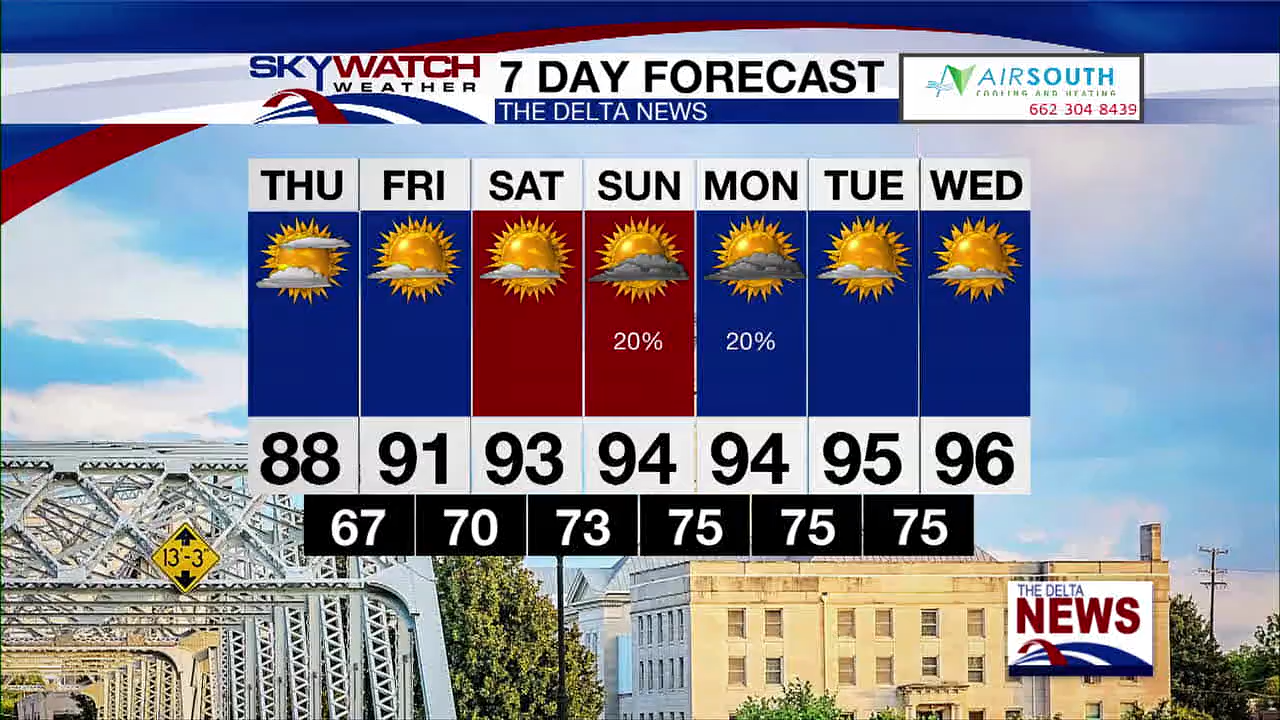 SKYWATCH
WEATHER
7 DAY FORECAST
THE DELTA NEWS
AIRSOUTH
COOLING AND HEATING
662 304 8439
THU FRI SAT SUN MON TUE WED
20% 20%
88 91 93 94 94 95 96
67 70 73 75 75 75
13'-3"
THE DELTA
NEWS